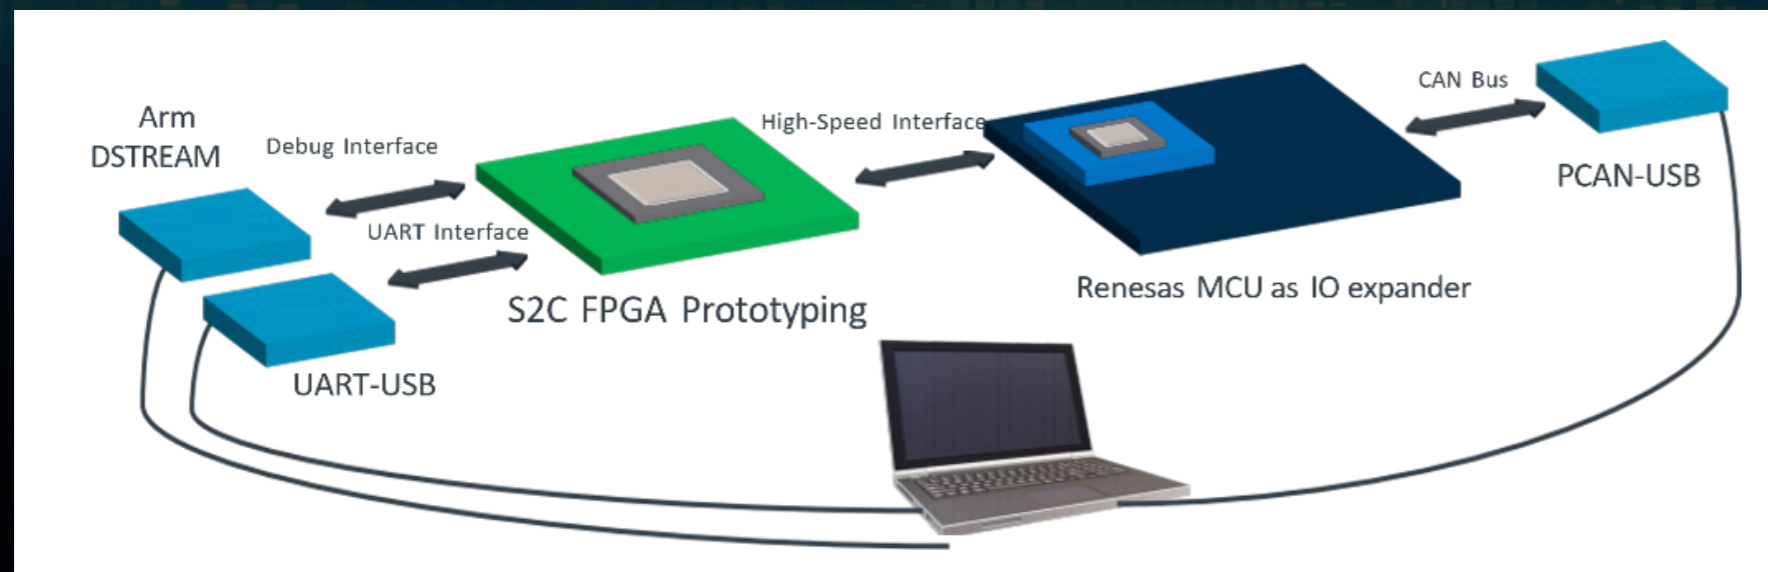 Arm
DSTREAM
Debug Interface
UART Interface
UART-USB
S2C FPGA Prototyping
High-Speed Interface
Renesas MCU as IO expander
CAN Bus
PCAN-USB